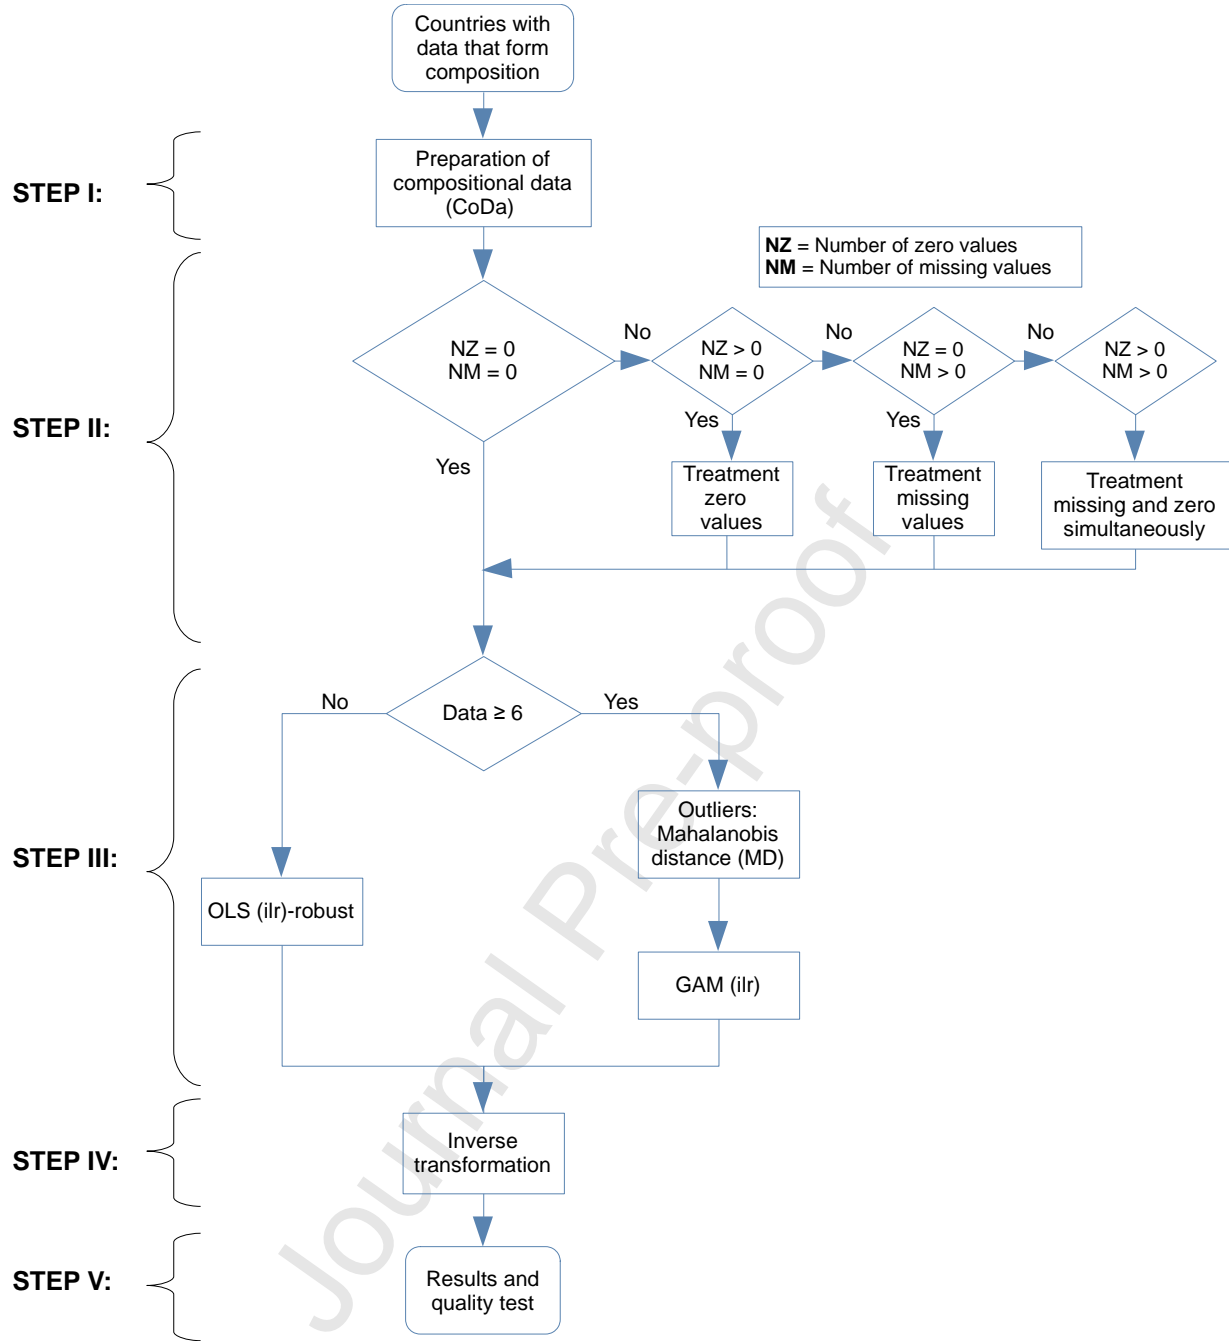 Countries with
data that form
composition
STEP I:
Preparation of
compositional data
(CoDa)
NZ = Number of zero values
NM = Number of missing values
STEP II:
NZ = 0
NM = 0
No
NZ > 0
NM = 0
No
NZ = 0
NM > 0
No
NZ > 0
NM > 0
Yes
Yes
Yes
Treatment
zero
values
Treatment
missing
values
Treatment
missing and zero
simultaneously
STEP III:
No
Data ≥ 6
Yes
Outliers:
Mahalanobis
distance (MD)
OLS (ilr)-robust
GAM (ilr)
STEP IV:
Inverse
transformation
STEP V:
Results and
quality test
Journal Pre-proof